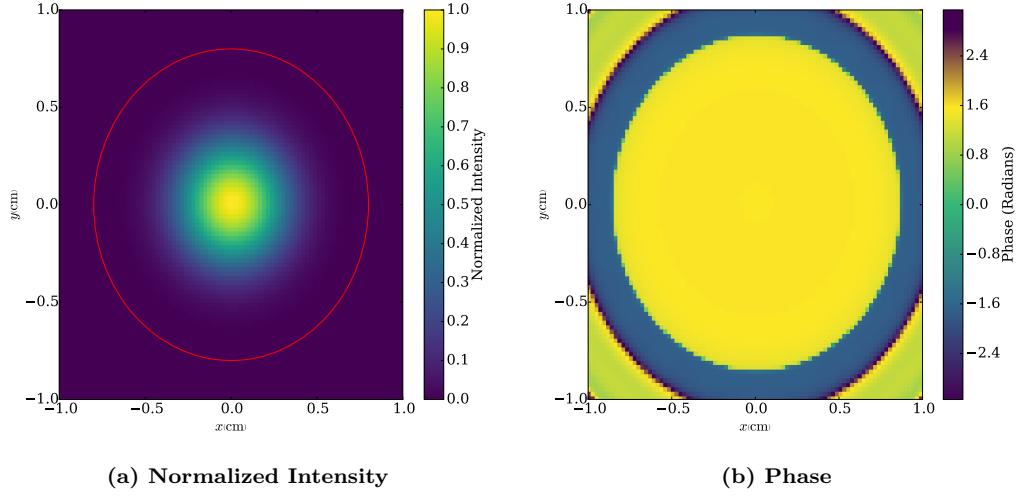 1.0
0.5
0.0
−0.5
−1.0
y(cm)
−1.0 −0.5 0.0 0.5 1.0
x(cm)
1.0
0.9
0.8
0.7
0.6
0.5
0.4
0.3
0.2
0.1
0.0
Normalized Intensity
(a) Normalized Intensity
1.0
0.5
0.0
−0.5
−1.0
y(cm)
−1.0 −0.5 0.0 0.5 1.0
x(cm)
2.4
1.6
0.8
0.0
−0.8
−1.6
−2.4
Phase (Radians)
(b) Phase